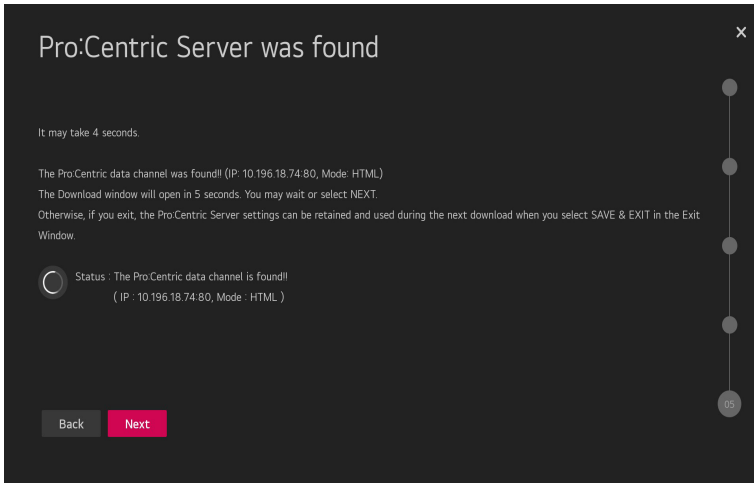 Pro:Centric Server was found
It may take 4 seconds.
The Pro:Centric data channel was found!! (IP: 10.196.18.74:80, Mode: HTML)
The Download window will open in 5 seconds. You may wait or select NEXT.
Otherwise, if you exit, the Pro:Centric Server settings can be retained and used during the next download when you select SAVE & EXIT in the Exit
Window.
Status : The Pro:Centric data channel is found!!
( IP : 10.196.18.74:80, Mode : HTML )
05
Back
Next